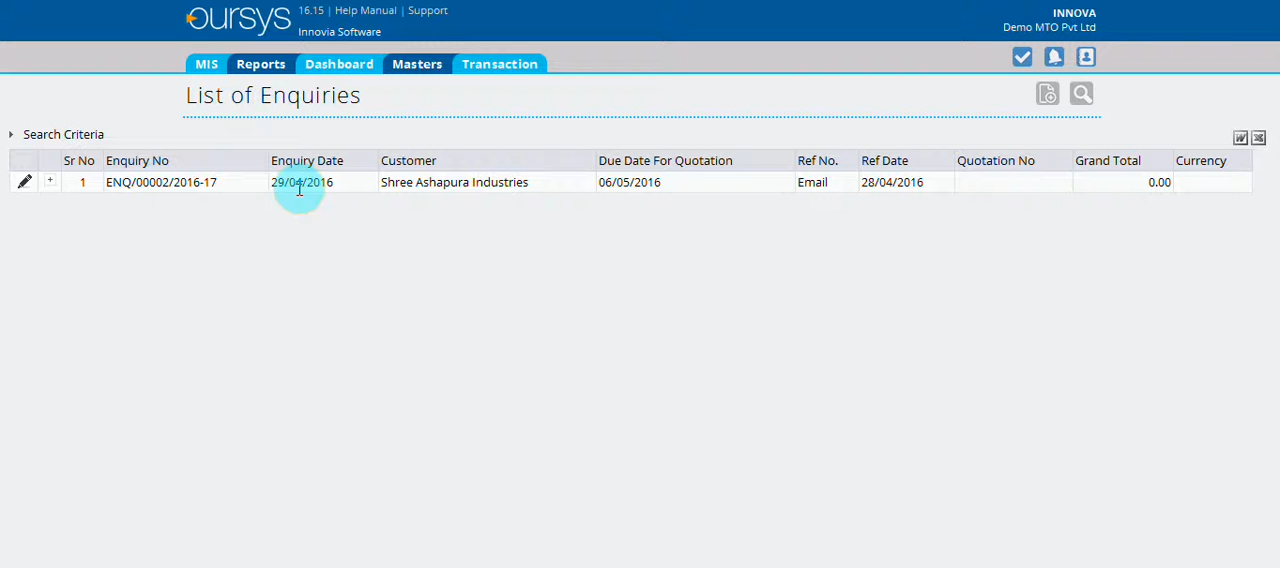 oursys 16.15 | Help Manual | Support
Innovia Software
INNOVA
Demo MTO Pvt Ltd
MIS Reports Dashboard Masters Transaction
List of Enquiries
Search Criteria
Sr No Enquiry No Enquiry Date Customer Due Date For Quotation Ref No. Ref Date Quotation No Grand Total Currency
1 ENQ/00002/2016-17 29/04/2016 Shree Ashapura Industries 06/05/2016 Email 28/04/2016 0.00